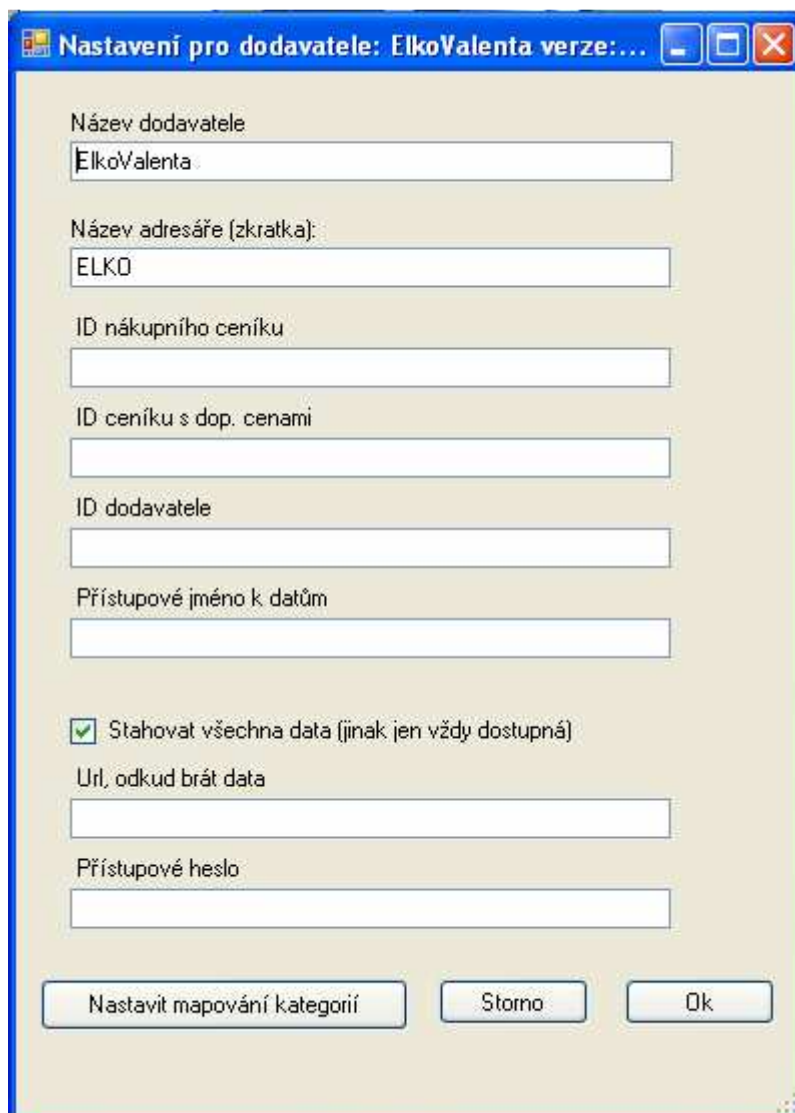 Nastavení pro dodavatele: ElkoValenta verze:...
Název dodavatele
ElkoValenta
Název adresáře (zkratka):
ELKO
ID nákupního ceníku
ID ceníku s dop. cenami
ID dodavatele
Přístupové jméno k datům
Stahovat všechna data (jinak jen vždy dostupná)
Url, odkud brát data
Přístupové heslo
Nastavit mapování kategorií Storno Ok